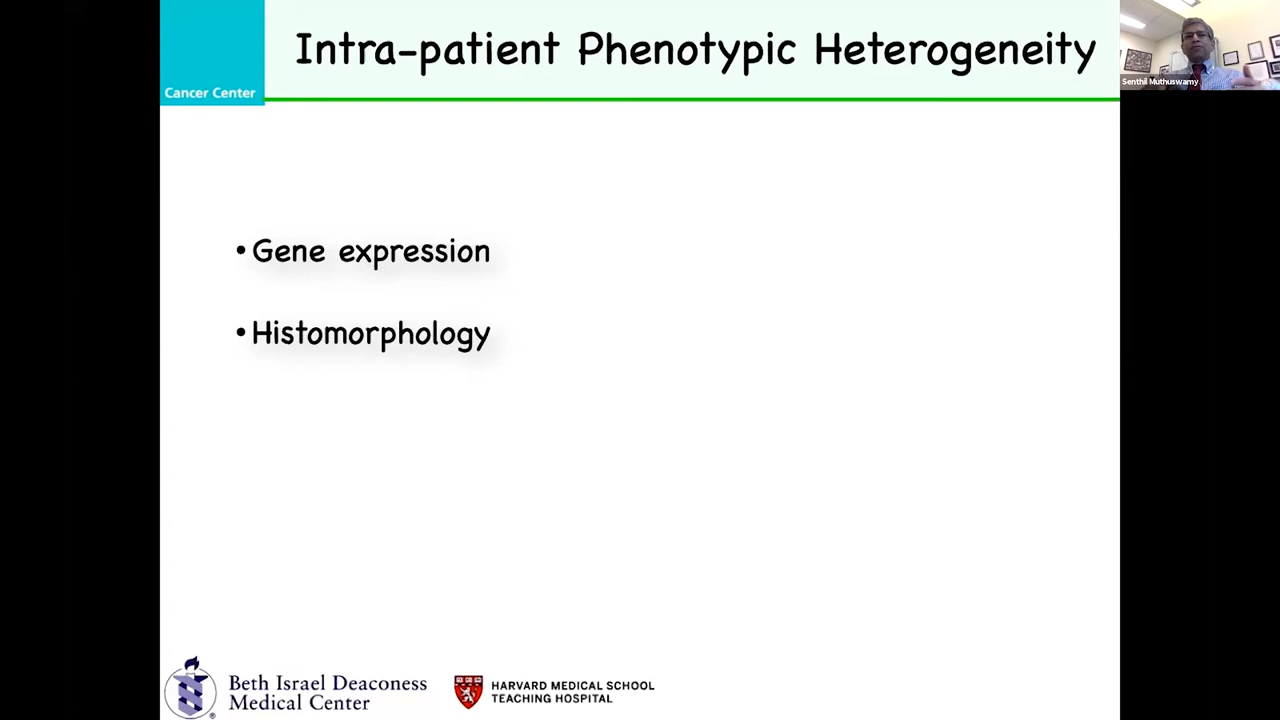 Intra-patient Phenotypic Heterogeneity
Cancer Center
Senthil Muthuswamy
• Gene expression
• Histomorphology
Beth Israel Deaconess
Medical Center
®
HARVARD MEDICAL SCHOOL
TEACHING HOSPITAL